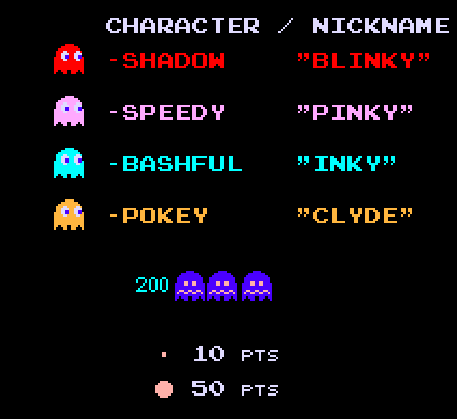 CHARACTER / NICKNAME
-SHADOW "BLINKY"
-SPEEDY "PINKY"
-BASHFUL "INKY"
-POKEY "CLYDE"
200
10 PTS
50 PTS